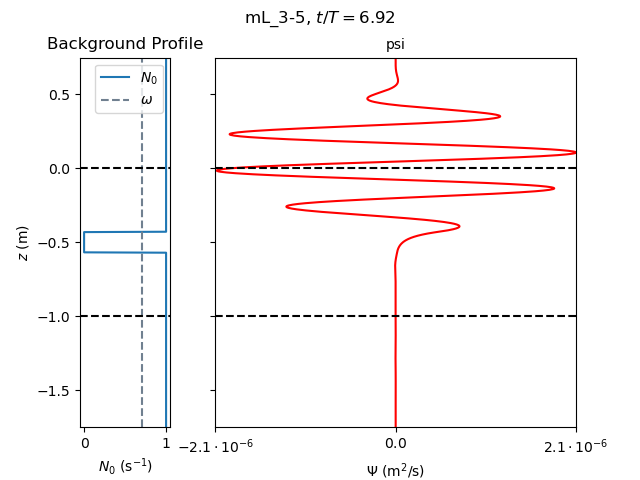 mL_3-5, t/T = 6.92
Background Profile
psi
N₀
ω
0.5
0.0
−0.5
−1.0
−1.5
z (m)
0
1
N₀ (s⁻¹)
−2.1 · 10⁻⁶
0.0
2.1 · 10⁻⁶
Ψ (m²/s)